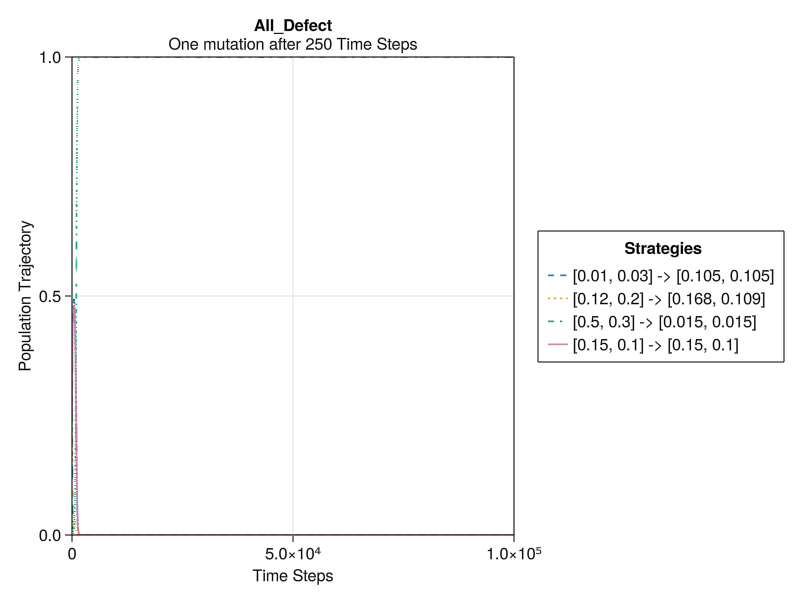 All_Defect
One mutation after 250 Time Steps
Population Trajectory
1.0
0.5
0.0
0
5.0×10⁴
1.0×10⁵
Time Steps
Strategies
[0.01, 0.03] -> [0.105, 0.105]
[0.12, 0.2] -> [0.168, 0.109]
[0.5, 0.3] -> [0.015, 0.015]
[0.15, 0.1] -> [0.15, 0.1]